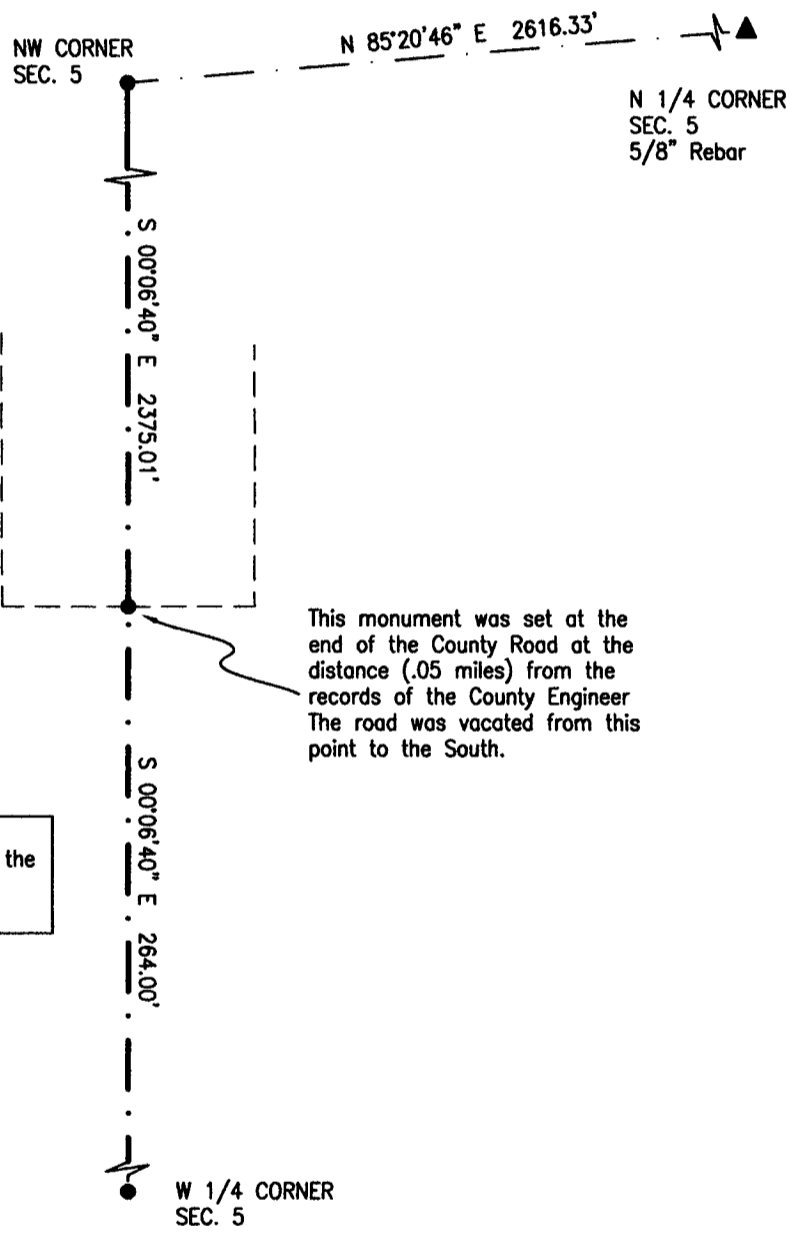 NW CORNER
SEC. 5
N 85°20'46" E 2616.33'
N 1/4 CORNER
SEC. 5
5/8" Rebar
S 00°06'40" E 2375.01'
This monument was set at the
end of the County Road at the
distance (.05 miles) from the
records of the County Engineer
The road was vacated from this
point to the South.
S 00°06'40" E 264.00'
the
W 1/4 CORNER
SEC. 5